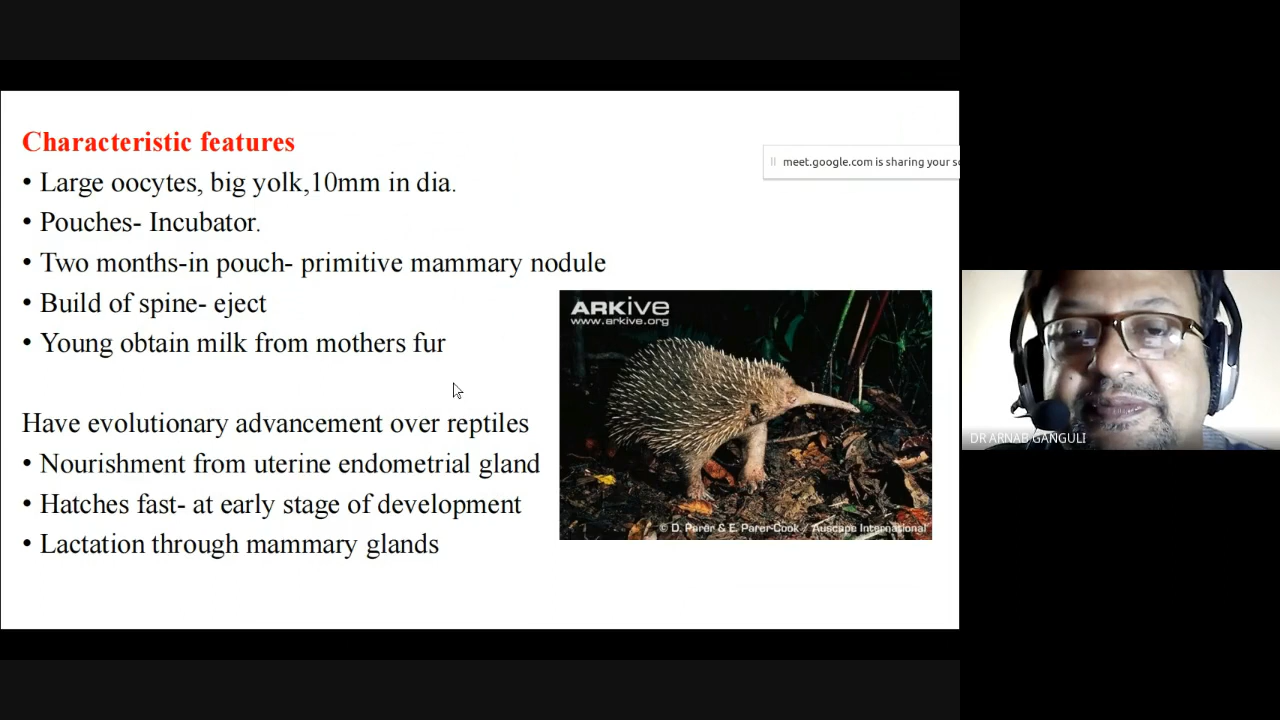 Characteristic features
• Large oocytes, big yolk,10mm in dia.
meet.google.com is sharing your
• Pouches- Incubator.
• Two months-in pouch- primitive mammary nodule
• Build of spine- eject
• Young obtain milk from mothers fur
ARKive
www.arkive.org
Have evolutionary advancement over reptiles
• Nourishment from uterine endometrial gland
• Hatches fast- at early stage of development
• Lactation through mammary glands
© D. Parer & E. Parer-Cook / Auscape International
DR ARNAB GANGULI